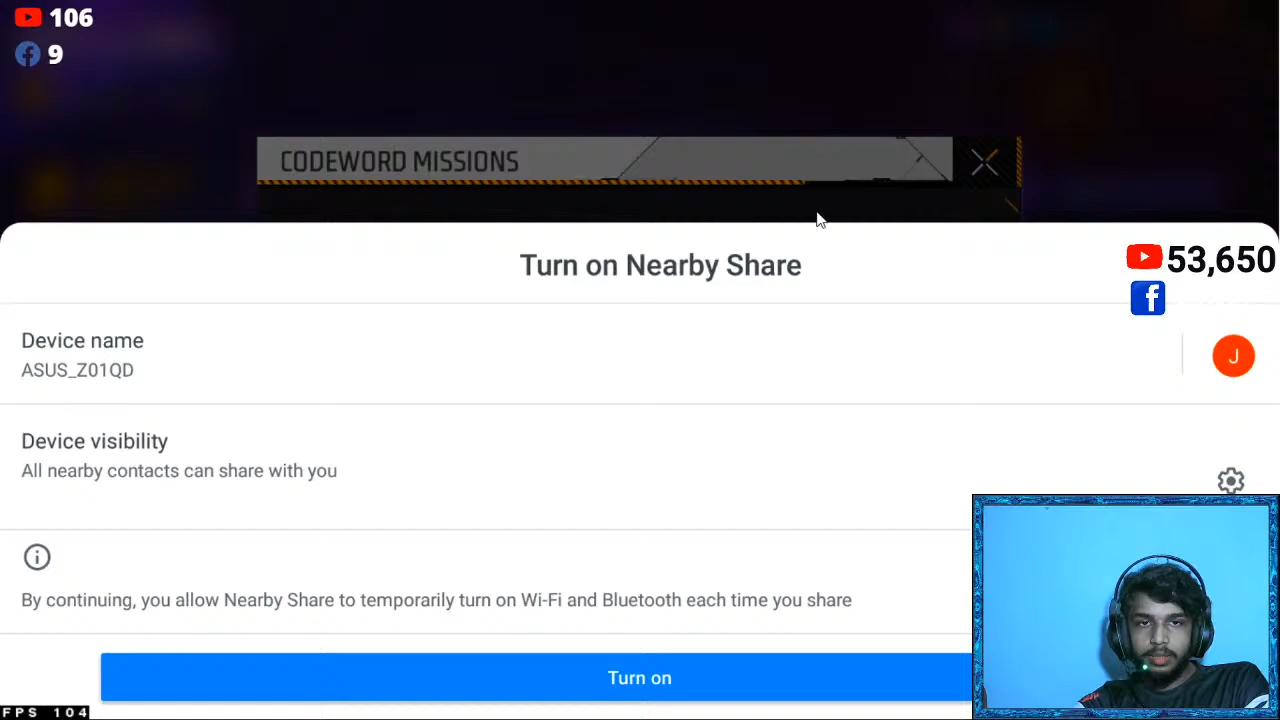 106
9
CODEWORD MISSIONS
Turn on Nearby Share
53,650
f
Device name
ASUS_Z01QD
J
Device visibility
All nearby contacts can share with you
By continuing, you allow Nearby Share to temporarily turn on Wi-Fi and Bluetooth each time you share
Turn on
FPS 104